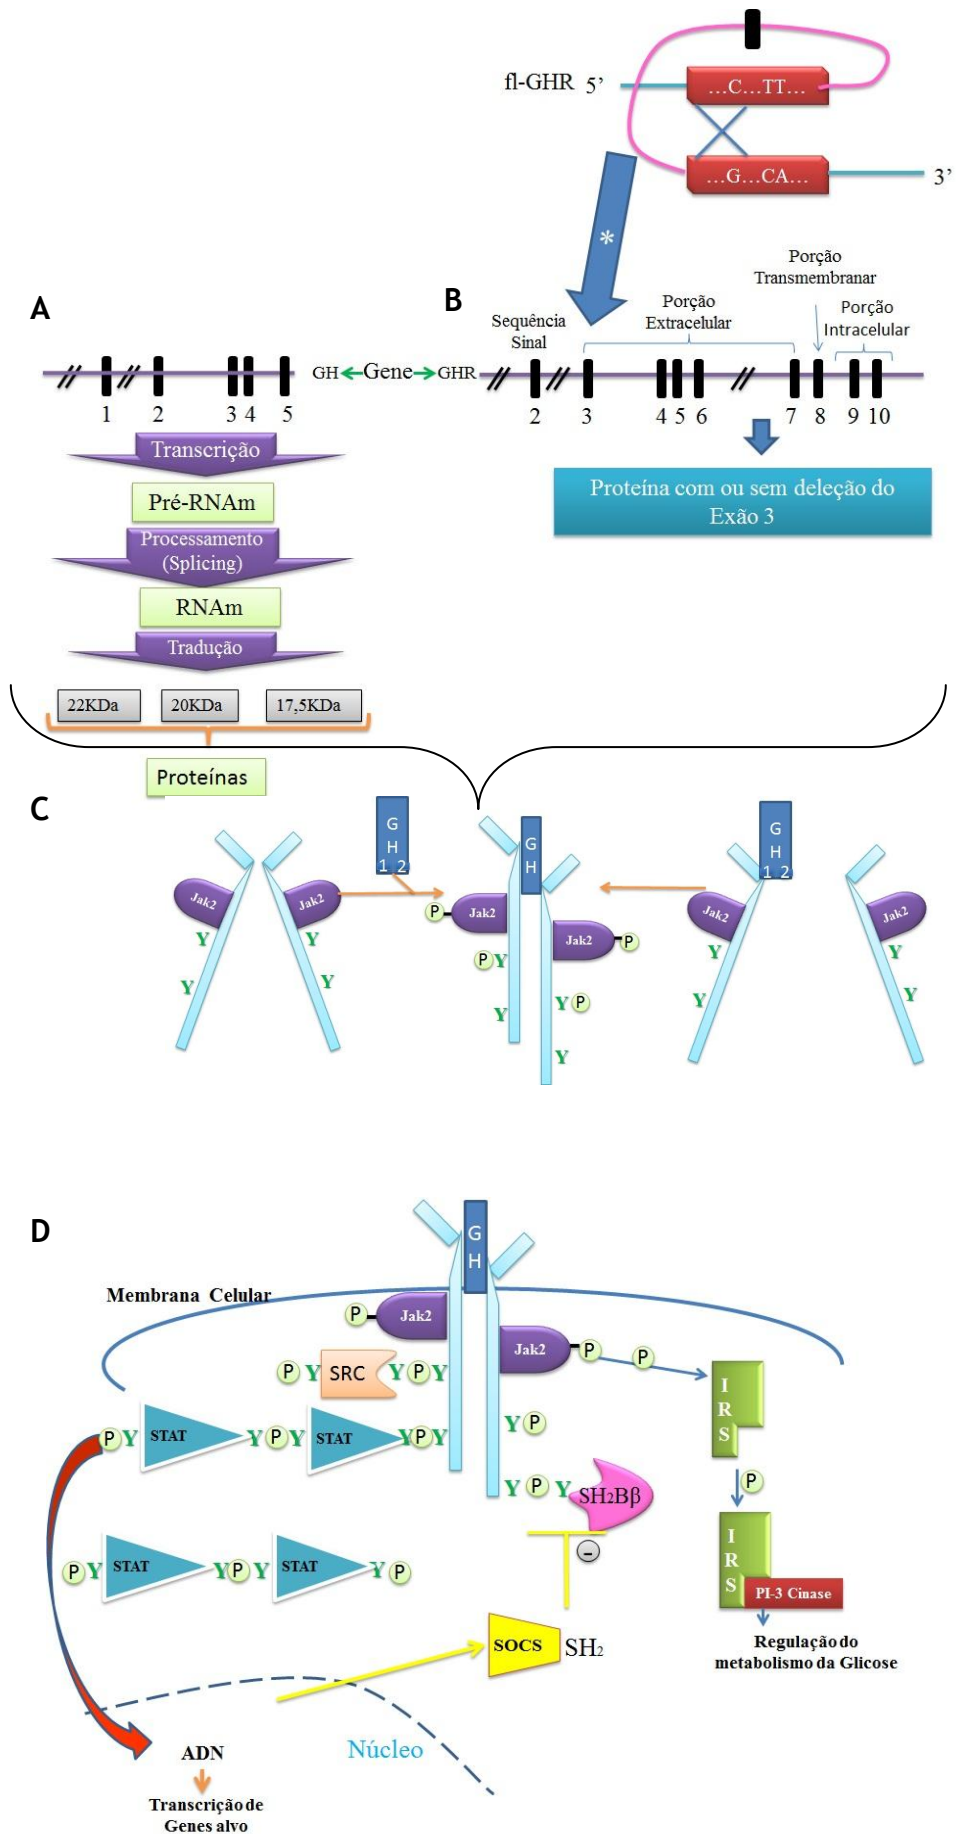 fl-GHR 5’
...C...TT...
...G...CA...
3’
*
A
B
Sequência
Sinal
Porção
Extracelular
Porção
Transmembranar
Porção
Intracelular
1 2 3 4 5
GH Gene GHR
2 3 4 5 6 7 8 9 10
Transcrição
Pré-RNAm
Processamento
(Splicing)
RNAm
Tradução
22KDa 20KDa 17,5KDa
Proteínas
Proteína com ou sem deleção do
Exão 3
C
G
H
1 2
G
H
G
H
1 2
Jak2
Jak2
P
Jak2
Jak2
P
Jak2
Jak2
Y
Y
Y
Y
P Y
Y
Y P
Y
Y
Y
Y
Y
D
G
H
Membrana Celular
P
Jak2
Jak2
P
P
P Y SRC Y P Y
I
R
S
P Y STAT Y P Y STAT Y P Y
Y P
Y P Y SH2Bβ
P
-
P Y STAT Y P Y STAT Y P
I
R
S
PI-3 Cinase
SOCS SH2
Regulação do
metabolismo da Glicose
Núcleo
ADN
Transcrição de
Genes alvo